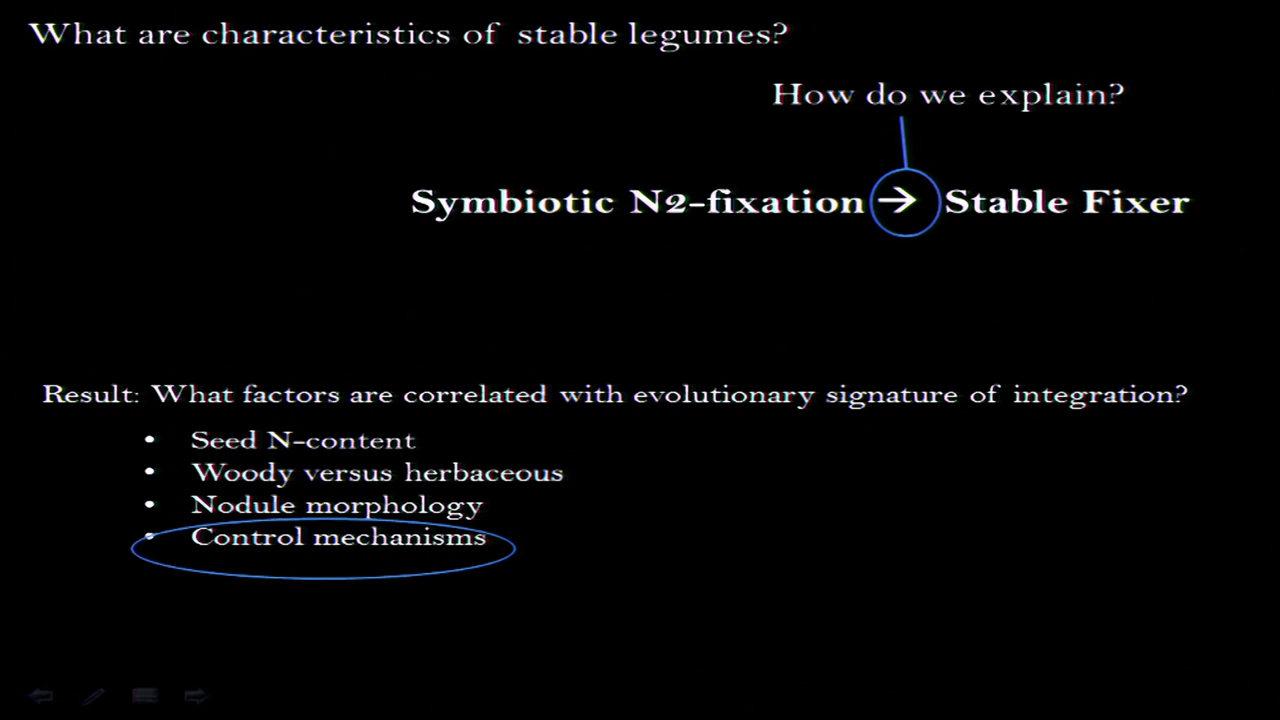 What are characteristics of stable legumes?
How do we explain?
Symbiotic N2-fixation → Stable Fixer
Result: What factors are correlated with evolutionary signature of integration?
• Seed N-content
• Woody versus herbaceous
• Nodule morphology
• Control mechanisms